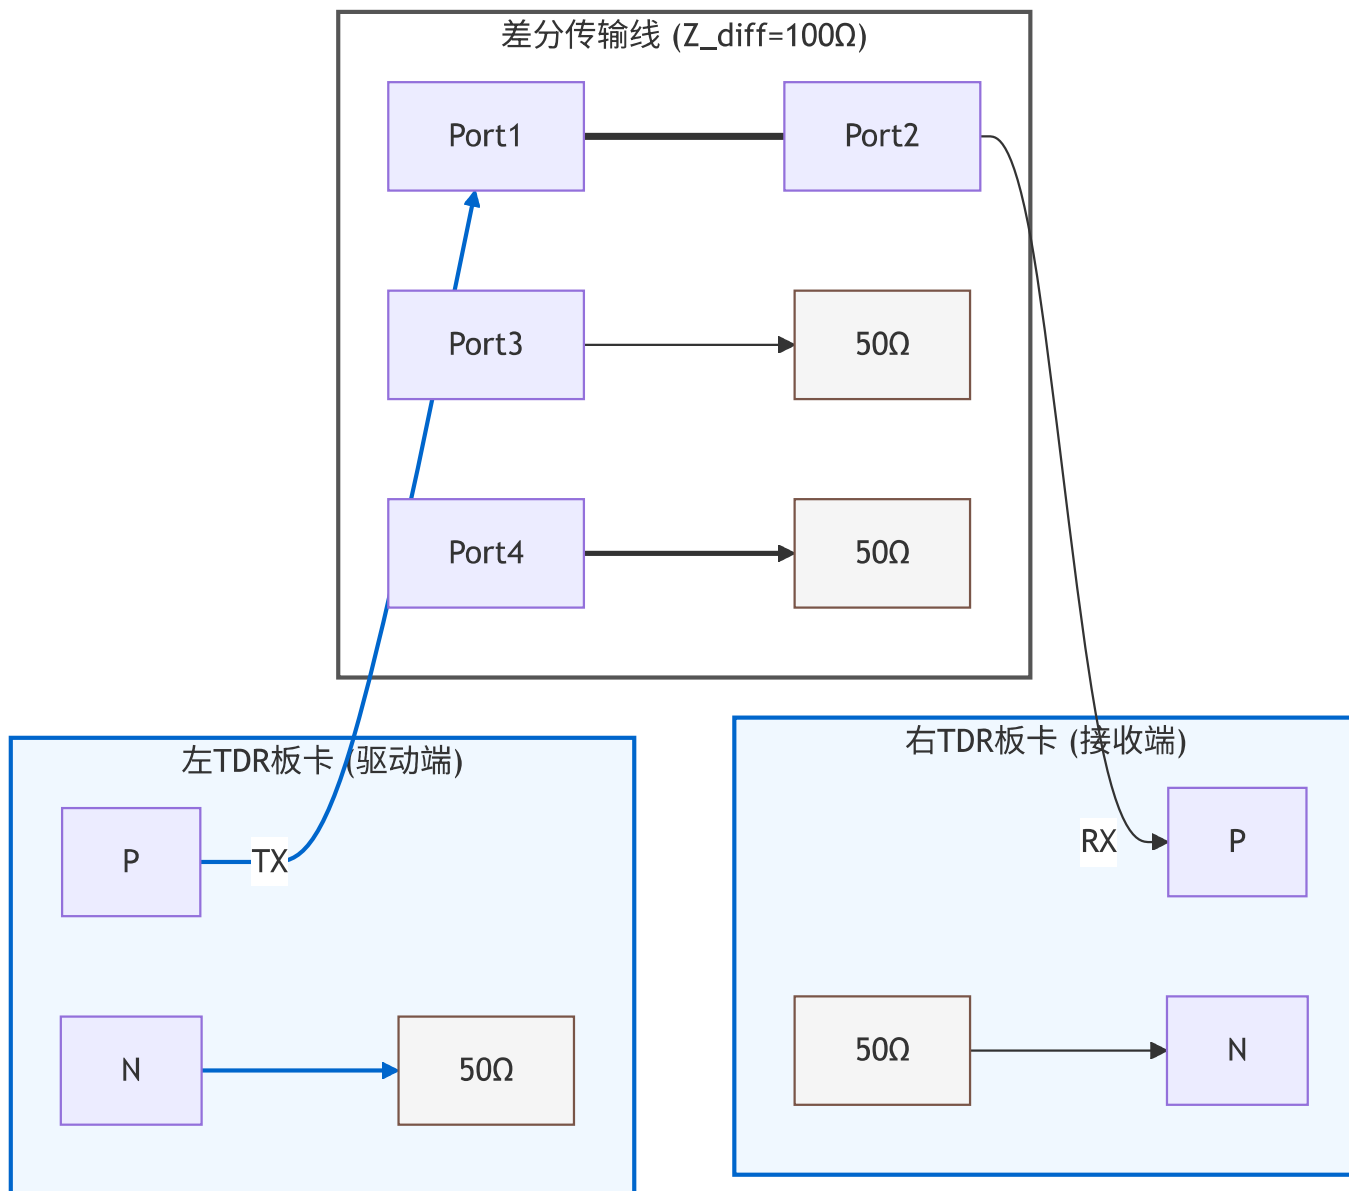 差分传输线 (Z_diff=100Ω)
Port1
Port2
Port3
50Ω
Port4
50Ω
左TDR板卡 (驱动端)
P
TX
N
50Ω
右TDR板卡 (接收端)
RX
P
50Ω
N